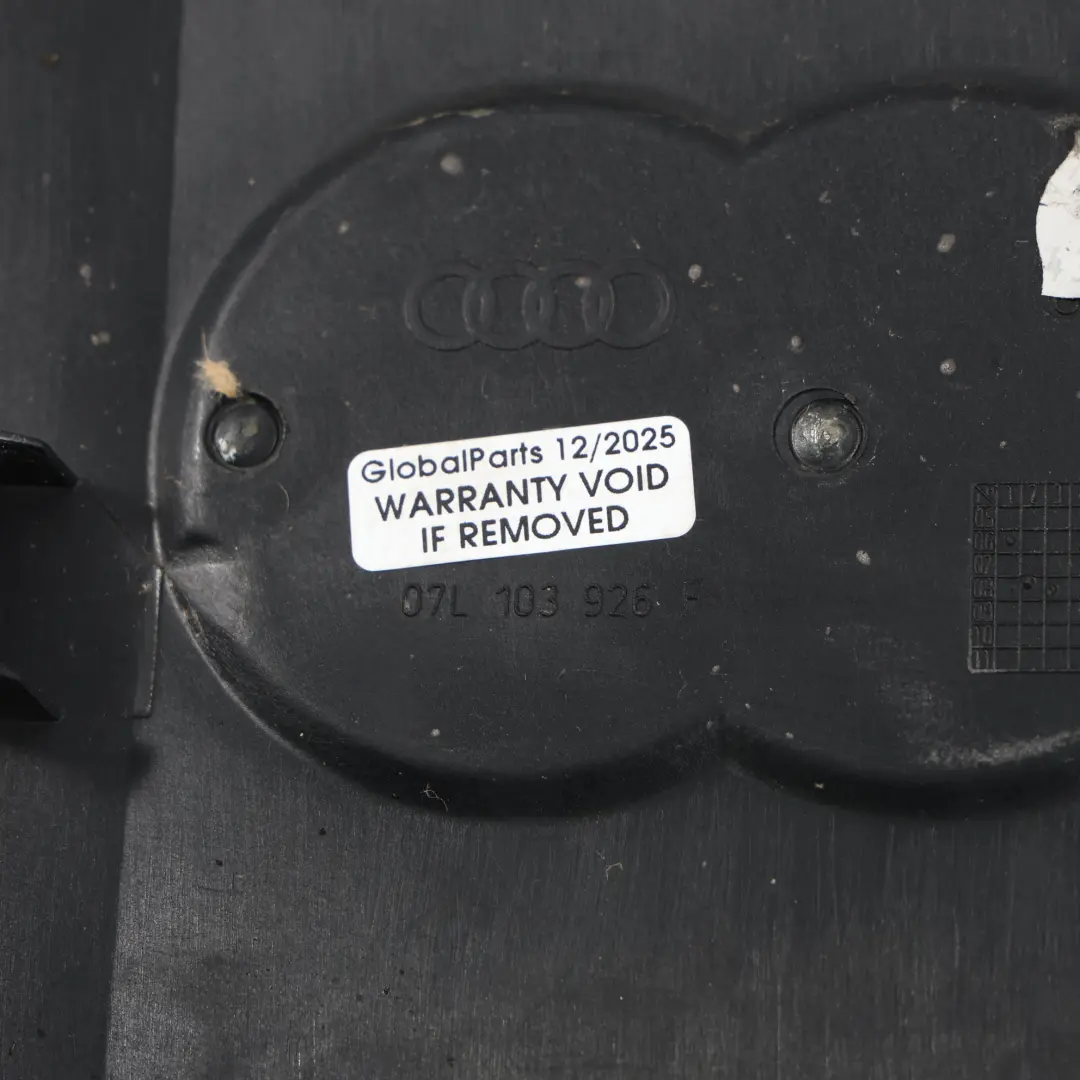 GlobalParts 12/2025
WARRANTY VOID
IF REMOVED
07L 103 926 F